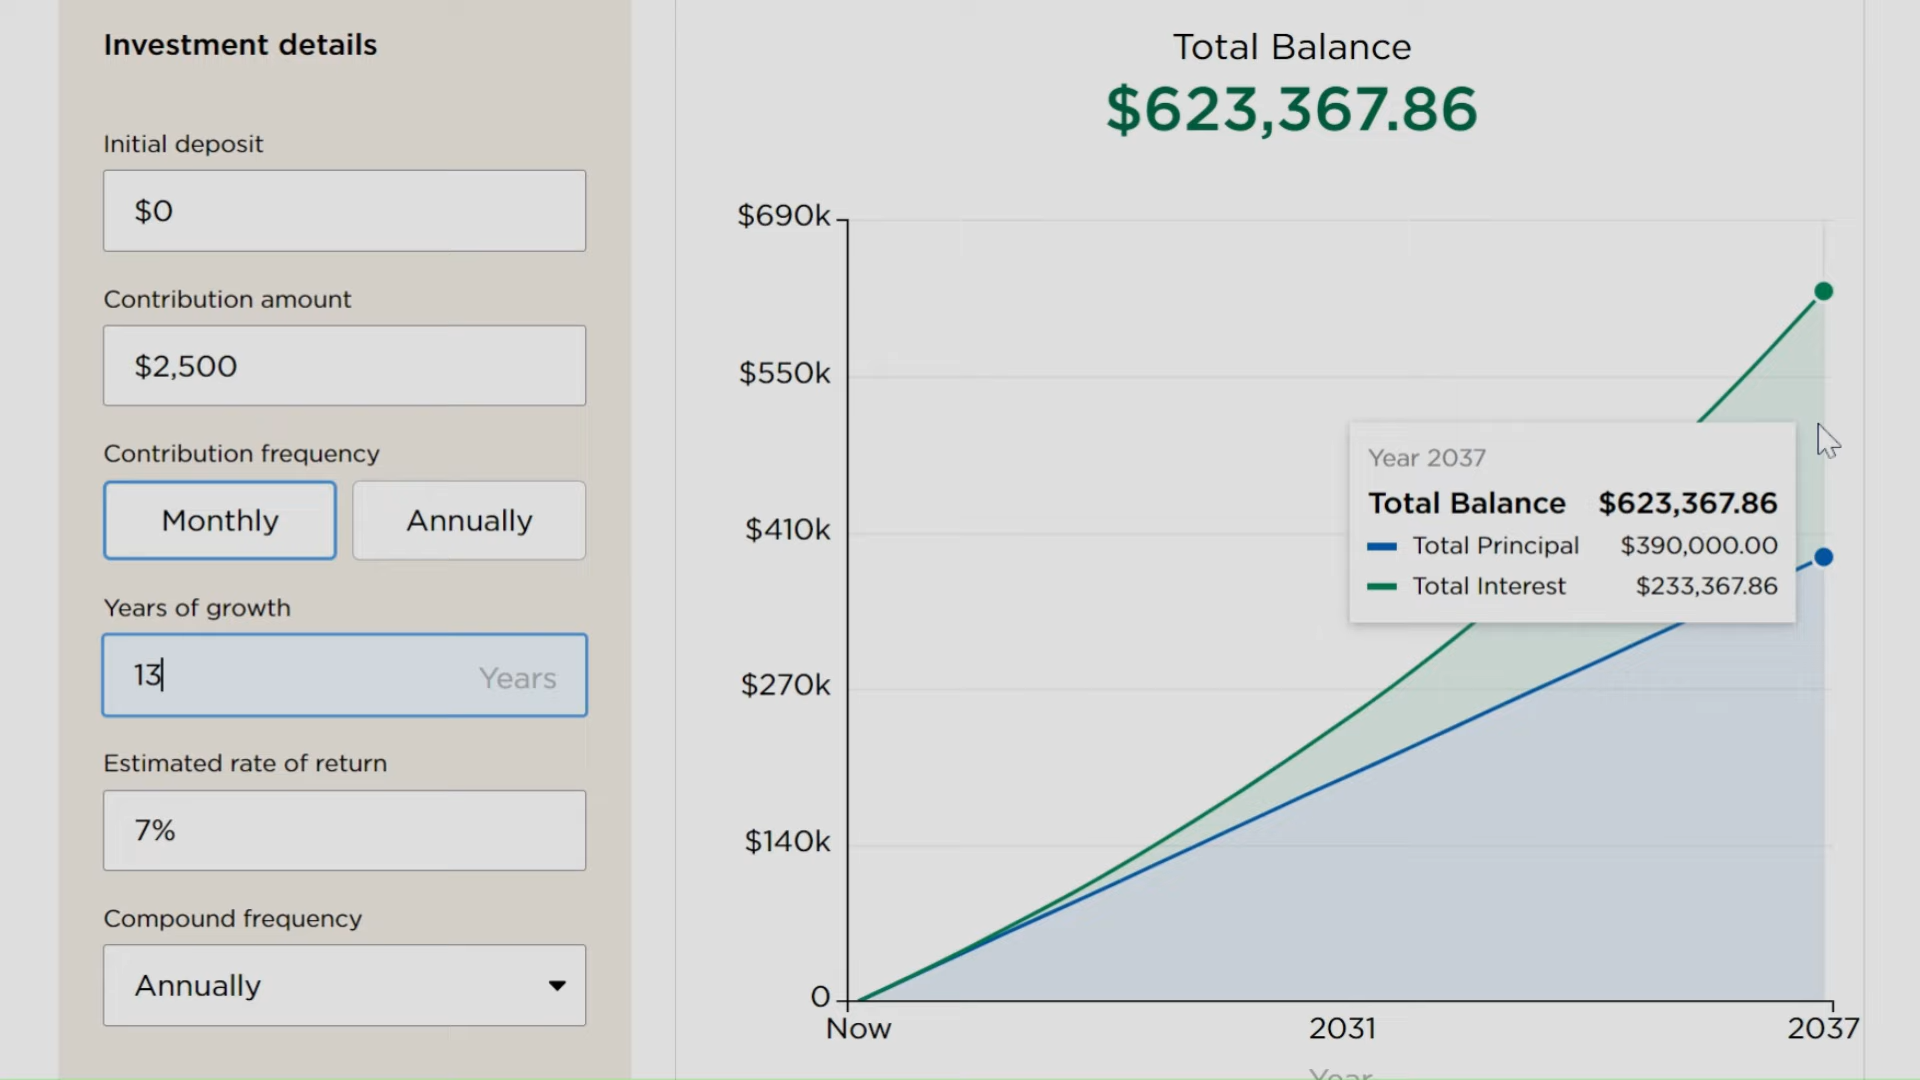 Investment details
Initial deposit
$0
Contribution amount
$2,500
Contribution frequency
Monthly Annually
Years of growth
13 Years
Estimated rate of return
7%
Compound frequency
Annually
Total Balance
$623,367.86
$690k
$550k
$410k
$270k
$140k
0
Year 2037
Total Balance $623,367.86
Total Principal $390,000.00
Total Interest $233,367.86
Now 2031 2037
Year